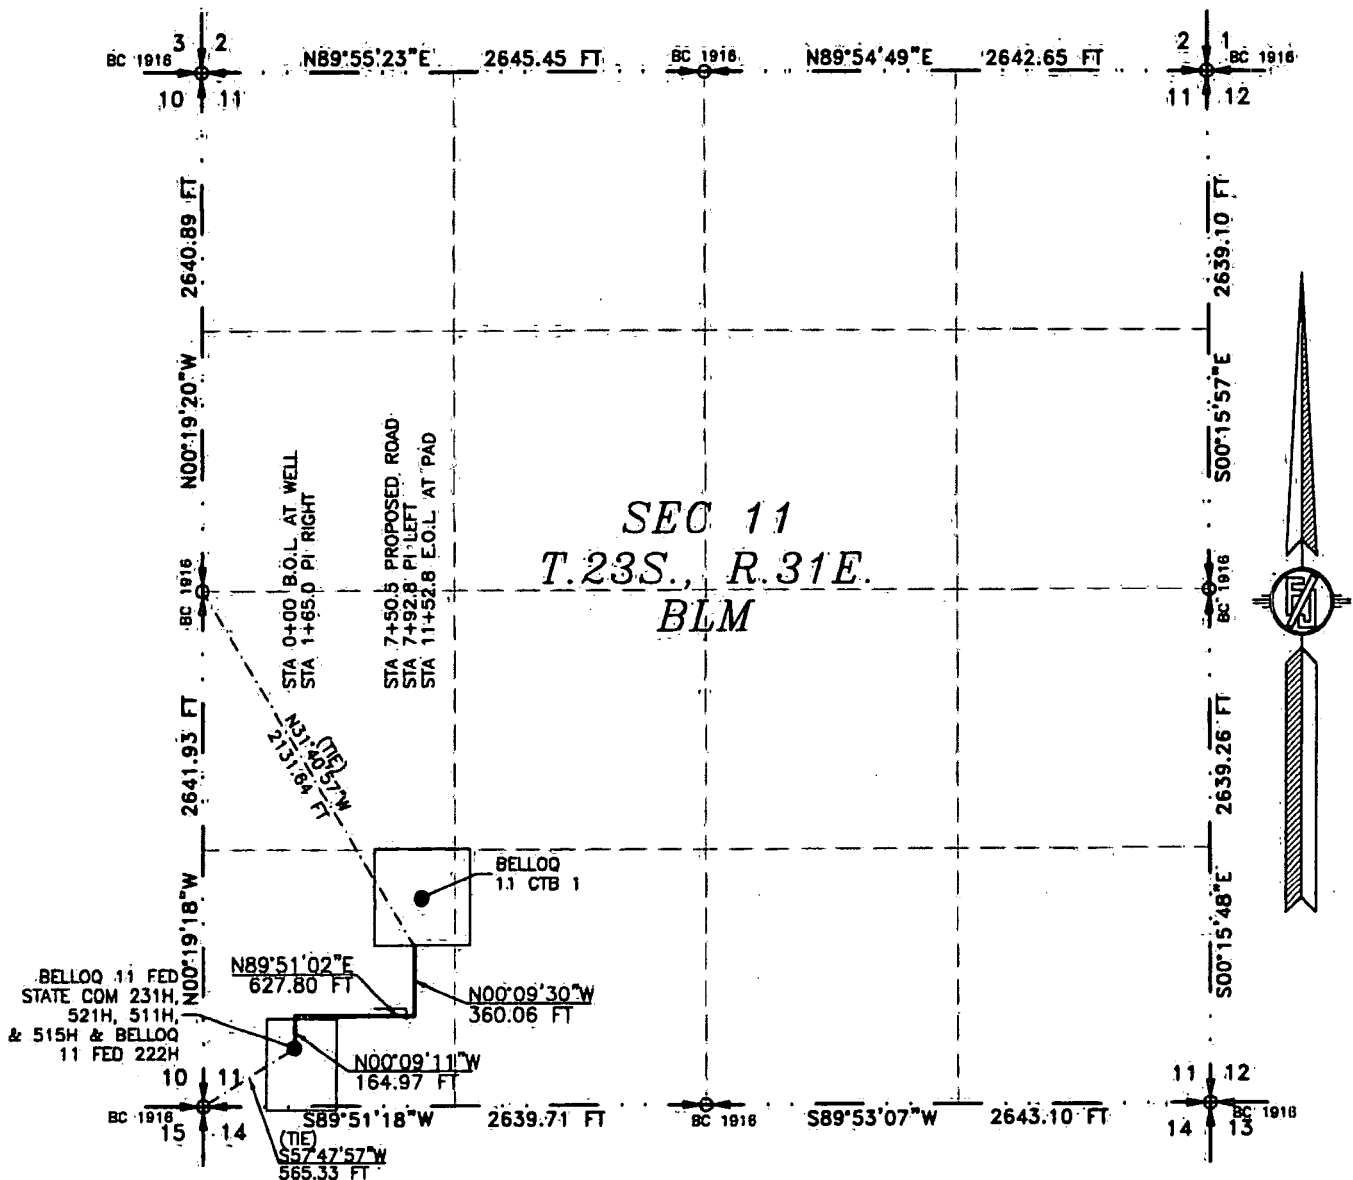 3 2
BC 1916
10 11
N89°55'23"E 2645.45 FT
BC 1916
N89°54'49"E 2642.65 FT
2 1
BC 1916
11 12
2640.89 FT
N00°19'20"W
2639.10 FT
S00°15'57"E
STA 0+00 B.O.L. AT WELL
STA 1+65.0 PI RIGHT
STA 7+50.5 PROPOSED ROAD
STA 7+92.8 PI LEFT
STA 11+52.8 E.O.L. AT PAD
SEC 11
T.23S., R.31E.
BLM
BC 1916
BC 1916
(TIE)
N31°40'57"W
2131.64 FT
2641.93 FT
N00°19'18"W
2639.26 FT
S00°15'48"E
BELLOQ
11 CTB 1
N89°51'02"E
627.80 FT
N00°09'30"W
360.06 FT
BELLOQ 11 FED
STATE COM 231H,
521H, 511H,
& 515H & BELLOQ
11 FED 222H
N00°09'11"W
164.97 FT
10 11
BC 1916
15 14
S89°51'18"W 2639.71 FT
BC 1916
S89°53'07"W 2643.10 FT
11 12
BC 1916
14 13
(TIE)
S57°47'57"W
565.33 FT